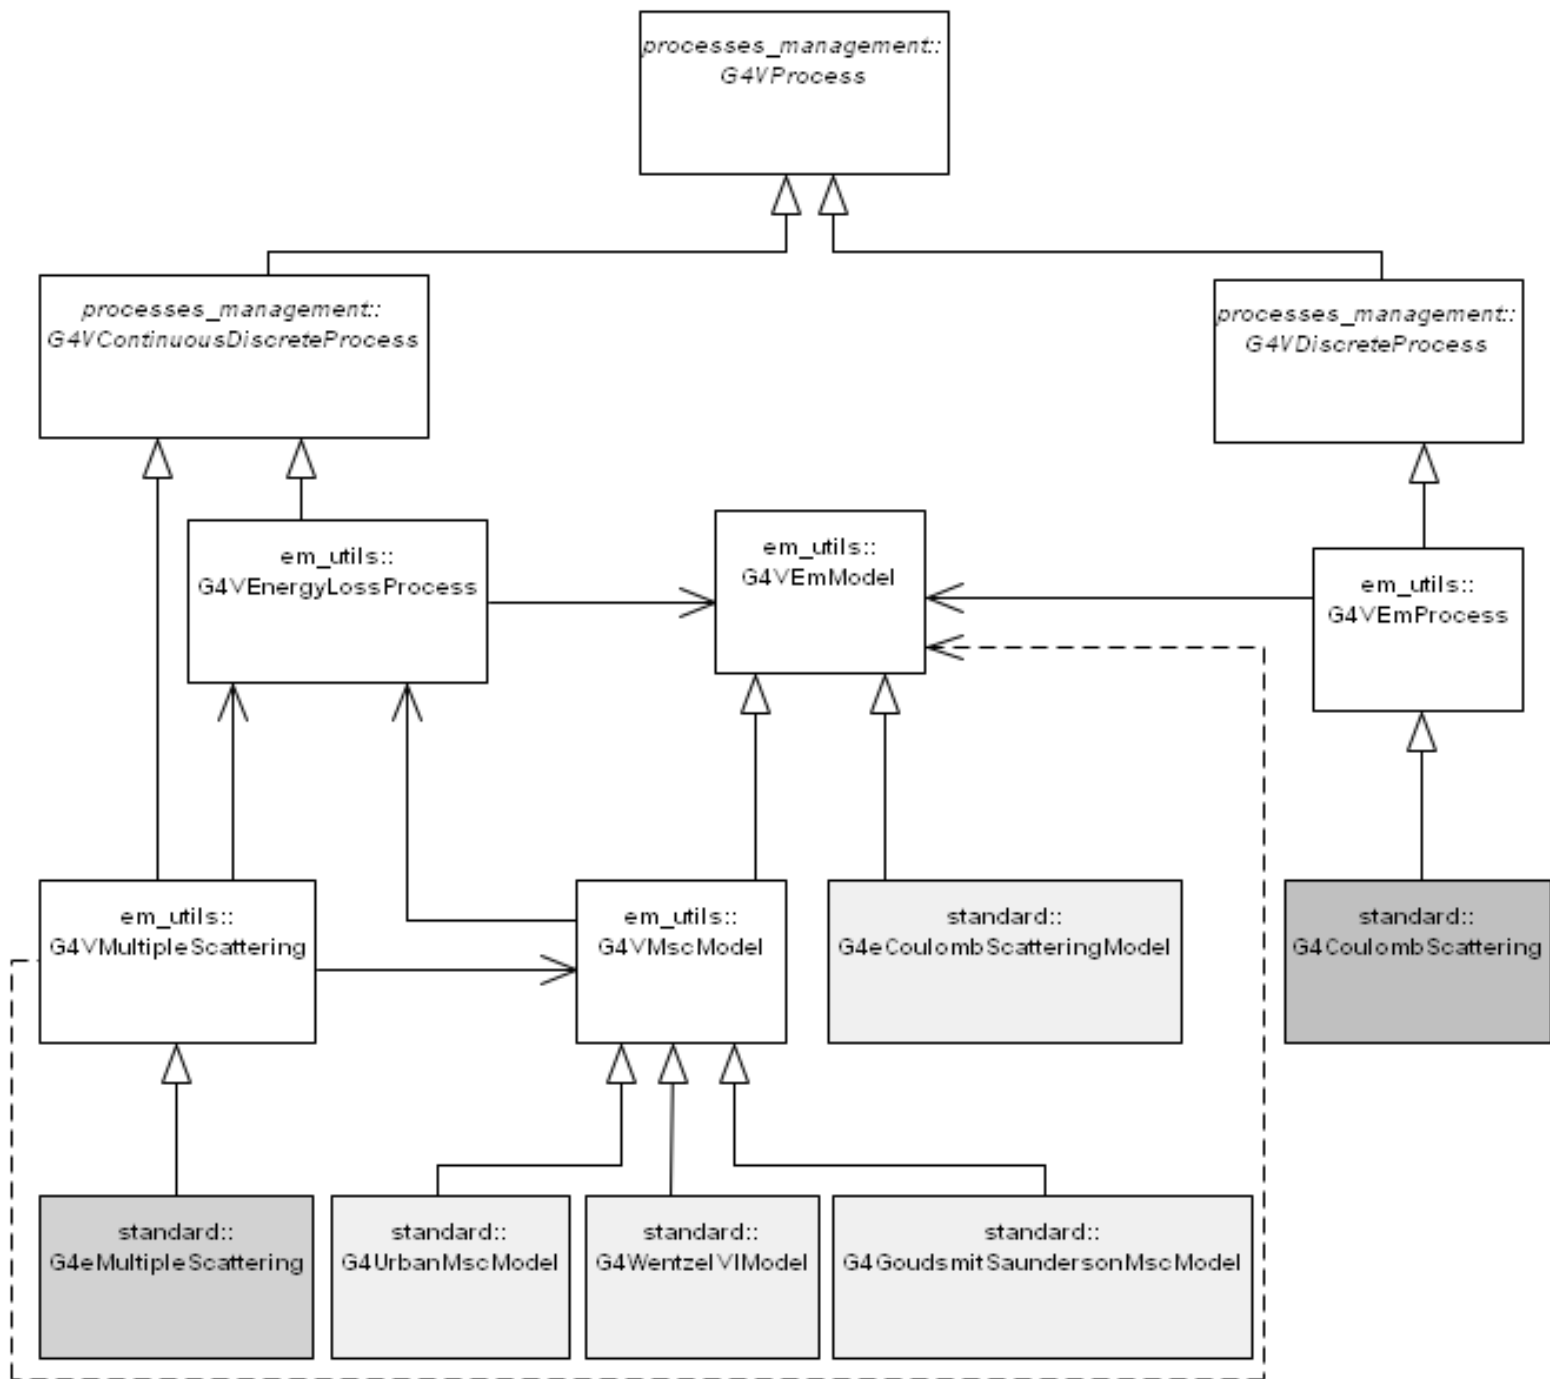 processes_management::
G4VProcess
processes_management::
G4VContinuousDiscreteProcess
processes_management::
G4VDiscreteProcess
em_utils::
G4VEnergyLossProcess
em_utils::
G4VEmModel
em_utils::
G4VEmProcess
em_utils::
G4VMultipleScattering
em_utils::
G4VMscModel
standard::
G4eCoulombScatteringModel
standard::
G4CoulombScattering
standard::
G4eMultipleScattering
standard::
G4UrbanMscModel
standard::
G4WentzelVIModel
standard::
G4GoudsmitSaundersonMscModel